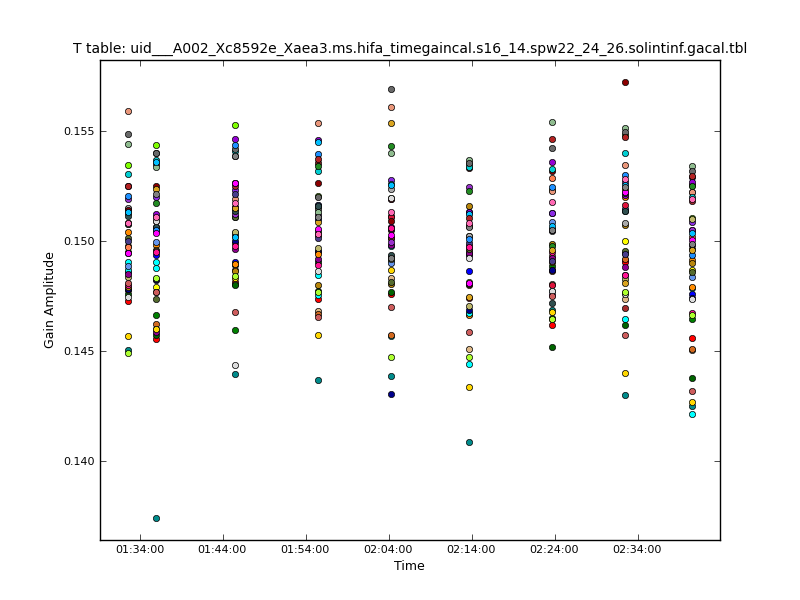 T table: uid___A002_Xc8592e_Xaea3.ms.hifa_timegaincal.s16_14.spw22_24_26.solintinf.gacal.tbl
Gain Amplitude
0.155
0.150
0.145
0.140
01:34:00 01:44:00 01:54:00 02:04:00 02:14:00 02:24:00 02:34:00
Time